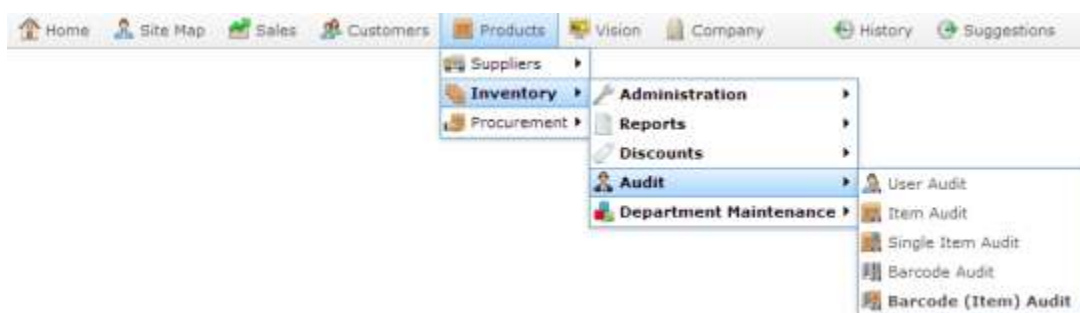 Home Site Map Sales Customers Products Vision Company History Suggestions
Suppliers
Inventory
Procurement
Administration
Reports
Discounts
Audit
Department Maintenance
User Audit
Item Audit
Single Item Audit
Barcode Audit
Barcode (Item) Audit